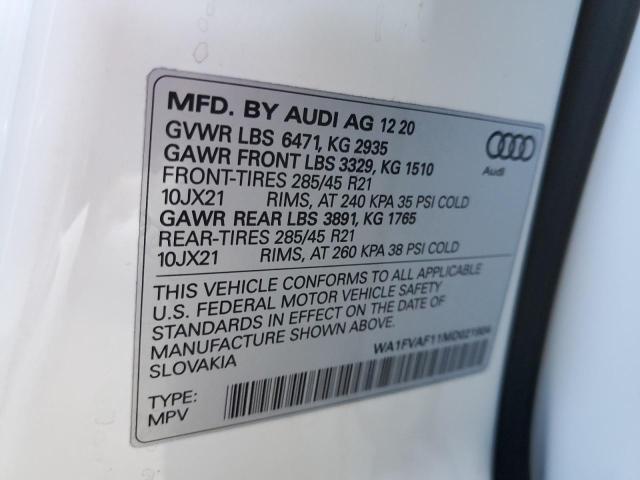 MFD. BY AUDI AG 12 20
GVWR LBS 6471, KG 2935
GAWR FRONT LBS 3329, KG 1510
FRONT-TIRES 285/45 R21
10JX21 RIMS, AT 240 KPA 35 PSI COLD
GAWR REAR LBS 3891, KG 1765
REAR-TIRES 285/45 R21
10JX21 RIMS, AT 260 KPA 38 PSI COLD
Audi
THIS VEHICLE CONFORMS TO ALL APPLICABLE
U.S. FEDERAL MOTOR VEHICLE SAFETY
STANDARDS IN EFFECT ON THE DATE OF
MANUFACTURE SHOWN ABOVE.
SLOVAKIA
WA1FVAF11MD021604
TYPE:
MPV